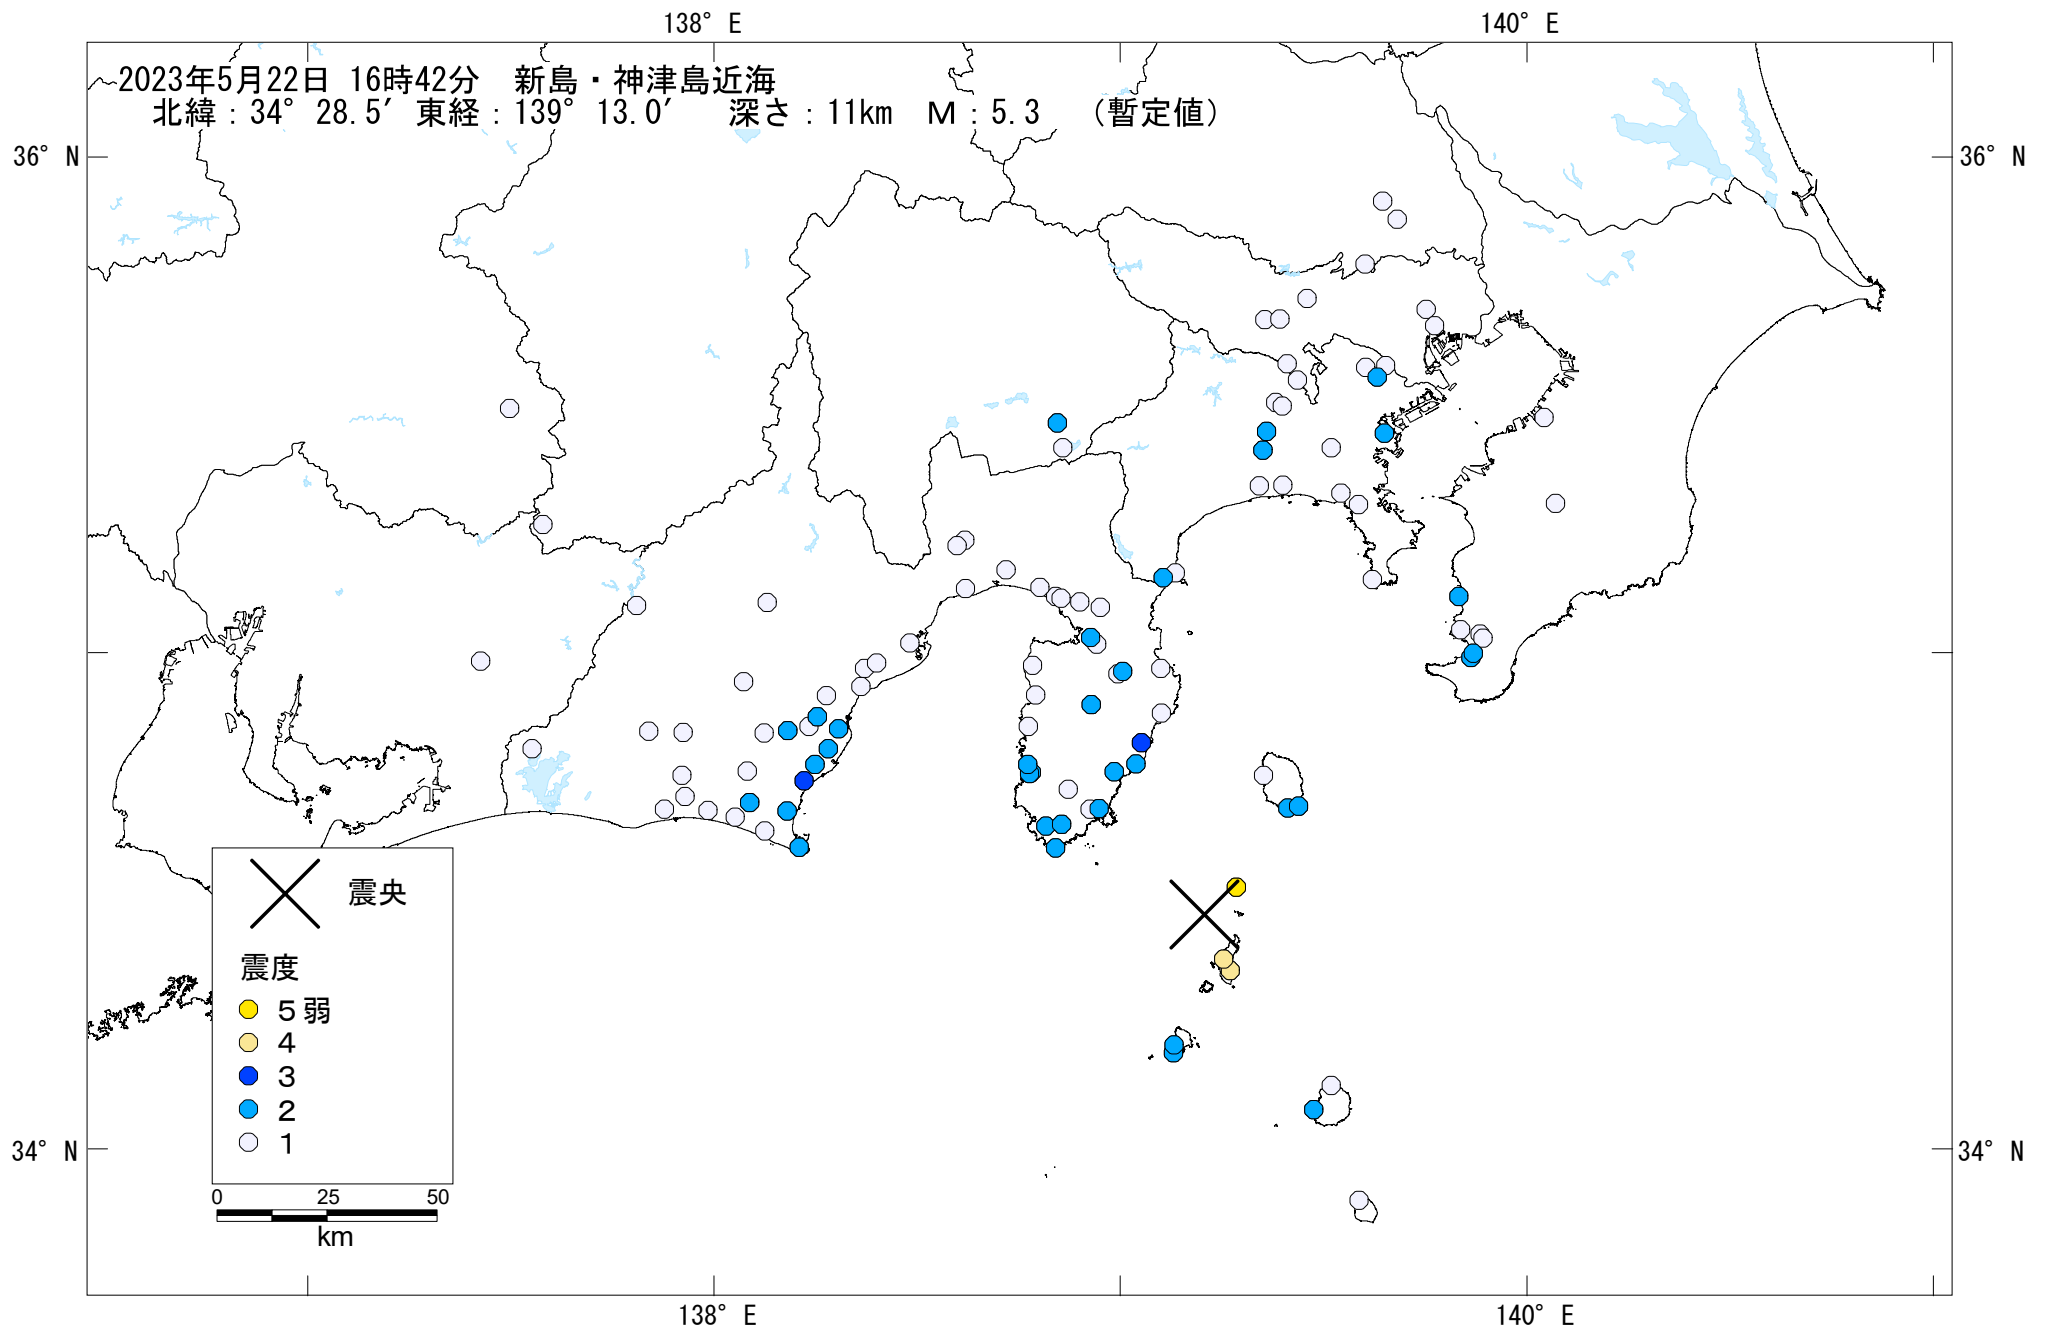 138° E 140° E
2023年5月22日 16時42分 新島・神津島近海
北緯：34° 28.5′ 東経：139° 13.0′ 深さ：11km Ｍ：5.3 （暫定値）
36° N 36° N
震央
震度
５弱
４
３
２
１
34° N 34° N
0 25 50
km
138° E 140° E